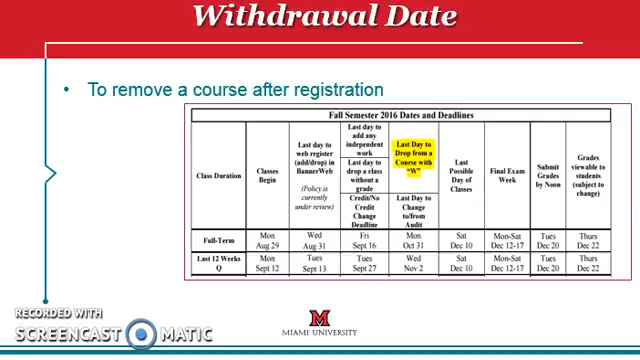 Withdrawal Date
• To remove a course after registration
Fall Semester 2016 Dates and Deadlines
Class Duration
Classes
Begin
Last day to
web register
(add/drop) in
BannerWeb
(Policy is
currently
under review)
Last day to
add any
independent
work
Last day to
drop a class
without a
grade
Credit/No
Credit
Change
Deadline
Last Day to
Drop from a
Course with
"W"
Last Day to
Change
to/from
Audit
Last
Possible
Day of
Classes
Final Exam
Week
Submit
Grades
by Noon
Grades
viewable to
students
(subject to
change)
Full-Term
Mon
Aug 29
Wed
Aug 31
Fri
Sept 16
Mon
Oct 31
Sat
Dec 10
Mon-Sat
Dec 12-17
Tues
Dec 20
Thurs
Dec 22
Last 12 Weeks
Q
Mon
Sept 12
Tues
Sept 13
Tues
Sept 27
Wed
Nov 2
Sat
Dec 10
Mon-Sat
Dec 12-17
Tues
Dec 20
Thurs
Dec 22
RECORDED WITH
SCREENCAST MATIC
M
MIAMI UNIVERSITY